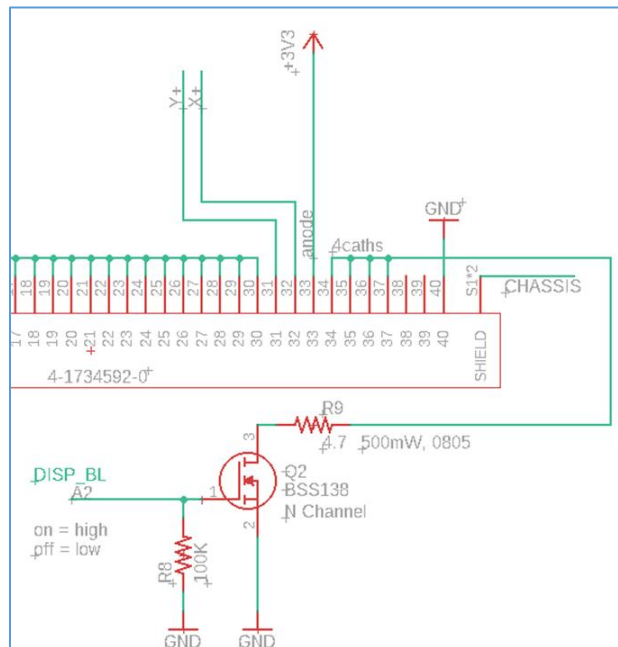 +3V3
Y+
X+
anode
4caths
GND
17 18 19 20 21 22 23 24 25 26 27 28 29 30 31 32 33 34 35 36 37 38 39 40 S1*2
CHASSIS
17 18 19 20 21 22 23 24 25 26 27 28 29 30 31 32 33 34 35 36 37 38 39 40 SHIELD
4-1734592-0
R9
4.7 500mW, 0805
3
DISP_BL
A2
1
Q2
BSS138
N Channel
on = high
off = low
2
R8
100K
GND
GND